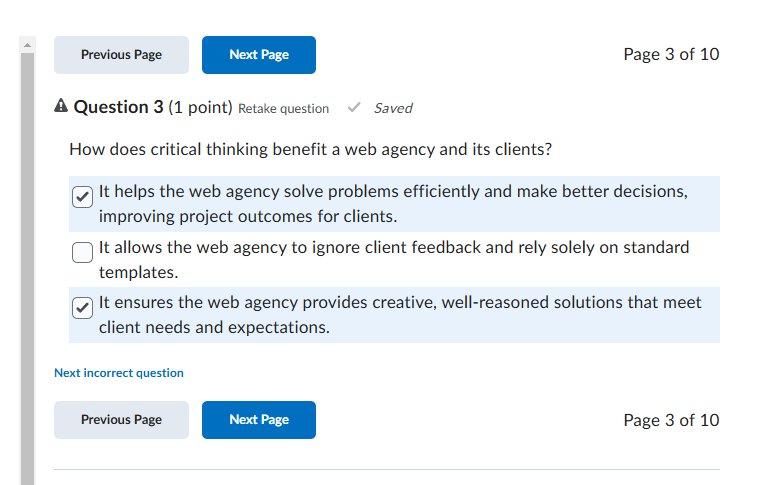 Previous Page Next Page Page 3 of 10
Question 3 (1 point) Retake question Saved
How does critical thinking benefit a web agency and its clients?
It helps the web agency solve problems efficiently and make better decisions,
improving project outcomes for clients.
It allows the web agency to ignore client feedback and rely solely on standard
templates.
It ensures the web agency provides creative, well-reasoned solutions that meet
client needs and expectations.
Next incorrect question
Previous Page Next Page Page 3 of 10